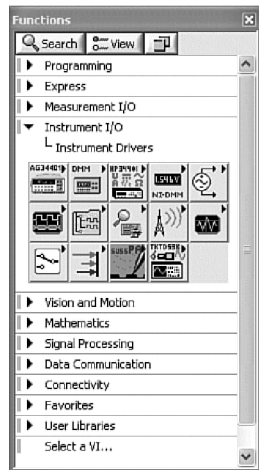 Functions
Search View
Programming
Express
Measurement I/O
Instrument I/O
Instrument Drivers
DMM
NI-DMM
Vision and Motion
Mathematics
Signal Processing
Data Communication
Connectivity
Favorites
User Libraries
Select a VI...